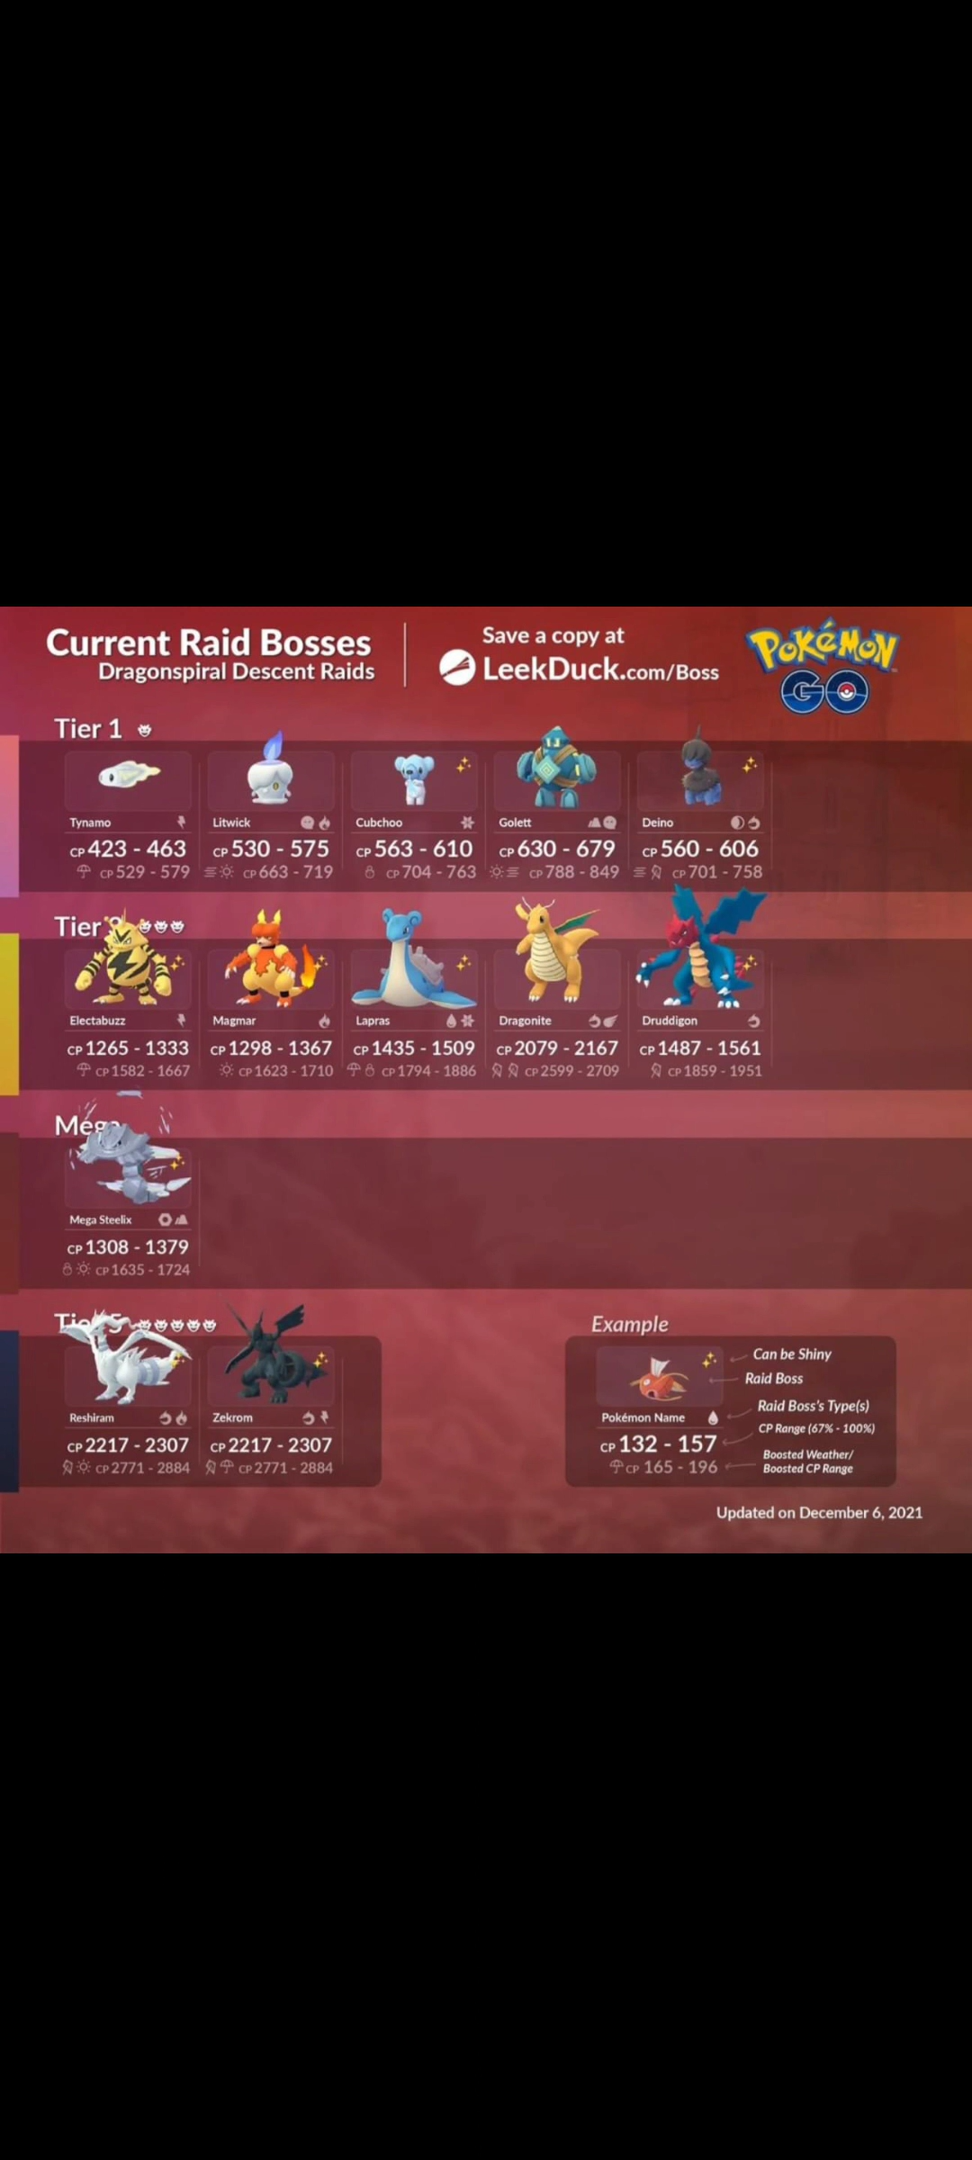 Current Raid Bosses
Dragonspiral Descent Raids
Save a copy at
LeekDuck.com/Boss
POKéMON
GO
Tier 1
Tynamo
CP 423 - 463
CP 529 - 579
Litwick
CP 530 - 575
CP 663 - 719
Cubchoo
CP 563 - 610
CP 704 - 763
Golett
CP 630 - 679
CP 788 - 849
Deino
CP 560 - 606
CP 701 - 758
Tier
Electabuzz
CP 1265 - 1333
CP 1582 - 1667
Magmar
CP 1298 - 1367
CP 1623 - 1710
Lapras
CP 1435 - 1509
CP 1794 - 1886
Dragonite
CP 2079 - 2167
CP 2599 - 2709
Druddigon
CP 1487 - 1561
CP 1859 - 1951
Mega
Mega Steelix
CP 1308 - 1379
CP 1635 - 1724
Tier 5
Reshiram
CP 2217 - 2307
CP 2771 - 2884
Zekrom
CP 2217 - 2307
CP 2771 - 2884
Example
Can be Shiny
Raid Boss
Pokémon Name
Raid Boss's Type(s)
CP 132 - 157
CP Range (67% - 100%)
CP 165 - 196
Boosted Weather/
Boosted CP Range
Updated on December 6, 2021